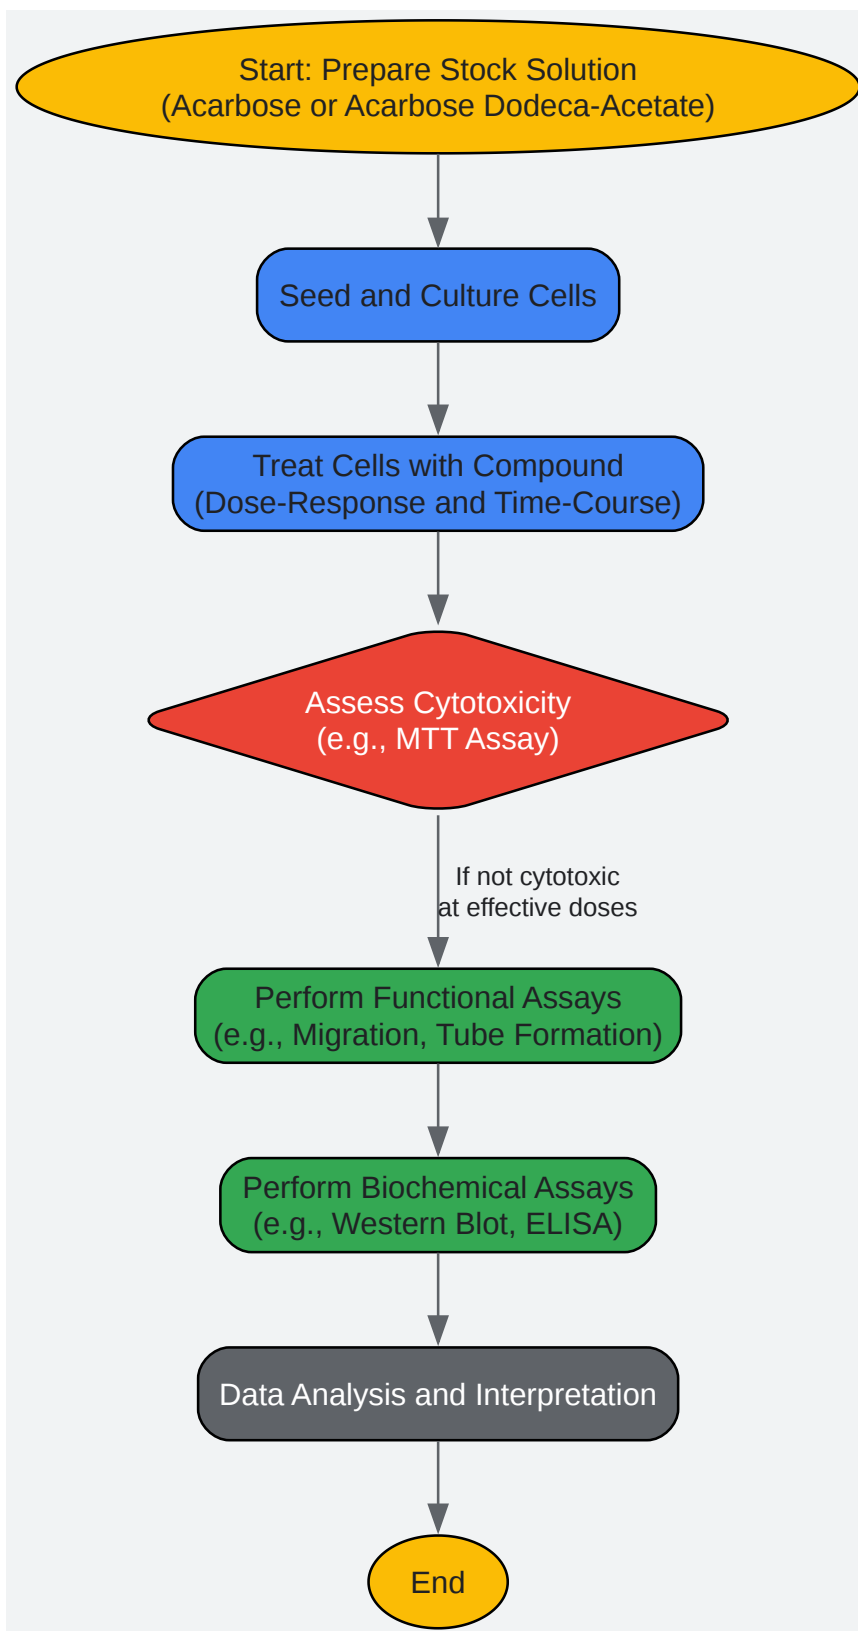 Start: Prepare Stock Solution
(Acarbose or Acarbose Dodeca-Acetate)
Seed and Culture Cells
Treat Cells with Compound
(Dose-Response and Time-Course)
Assess Cytotoxicity
(e.g., MTT Assay)
If not cytotoxic
at effective doses
Perform Functional Assays
(e.g., Migration, Tube Formation)
Perform Biochemical Assays
(e.g., Western Blot, ELISA)
Data Analysis and Interpretation
End